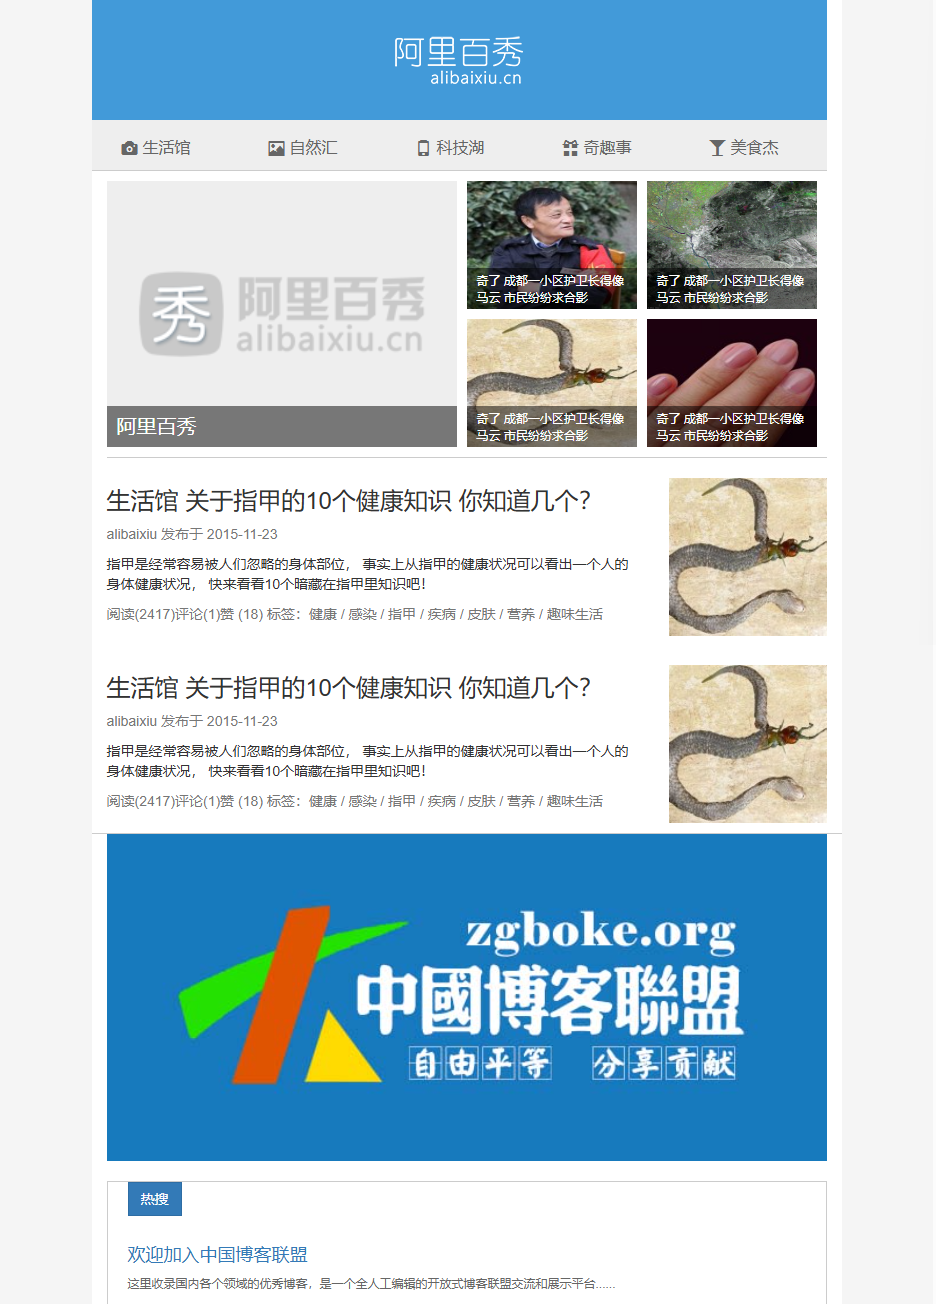 阿里百秀
alibaixiu.cn
生活馆
自然汇
科技湖
奇趣事
美食杰
秀 阿里百秀
alibaixiu.cn
阿里百秀
奇了 成都一小区护卫长得像
马云 市民纷纷求合影
奇了 成都一小区护卫长得像
马云 市民纷纷求合影
奇了 成都一小区护卫长得像
马云 市民纷纷求合影
奇了 成都一小区护卫长得像
马云 市民纷纷求合影
生活馆 关于指甲的10个健康知识 你知道几个?
alibaixiu 发布于 2015-11-23
指甲是经常容易被人们忽略的身体部位， 事实上从指甲的健康状况可以看出一个人的
身体健康状况， 快来看看10个暗藏在指甲里知识吧!
阅读(2417)评论(1)赞 (18) 标签：健康 / 感染 / 指甲 / 疾病 / 皮肤 / 营养 / 趣味生活
生活馆 关于指甲的10个健康知识 你知道几个?
alibaixiu 发布于 2015-11-23
指甲是经常容易被人们忽略的身体部位， 事实上从指甲的健康状况可以看出一个人的
身体健康状况， 快来看看10个暗藏在指甲里知识吧!
阅读(2417)评论(1)赞 (18) 标签：健康 / 感染 / 指甲 / 疾病 / 皮肤 / 营养 / 趣味生活
zgboke.org
中國博客聯盟
自由平等 分享贡献
热搜
欢迎加入中国博客联盟
这里收录国内各个领域的优秀博客，是一个全人工编辑的开放式博客联盟交流和展示平台......